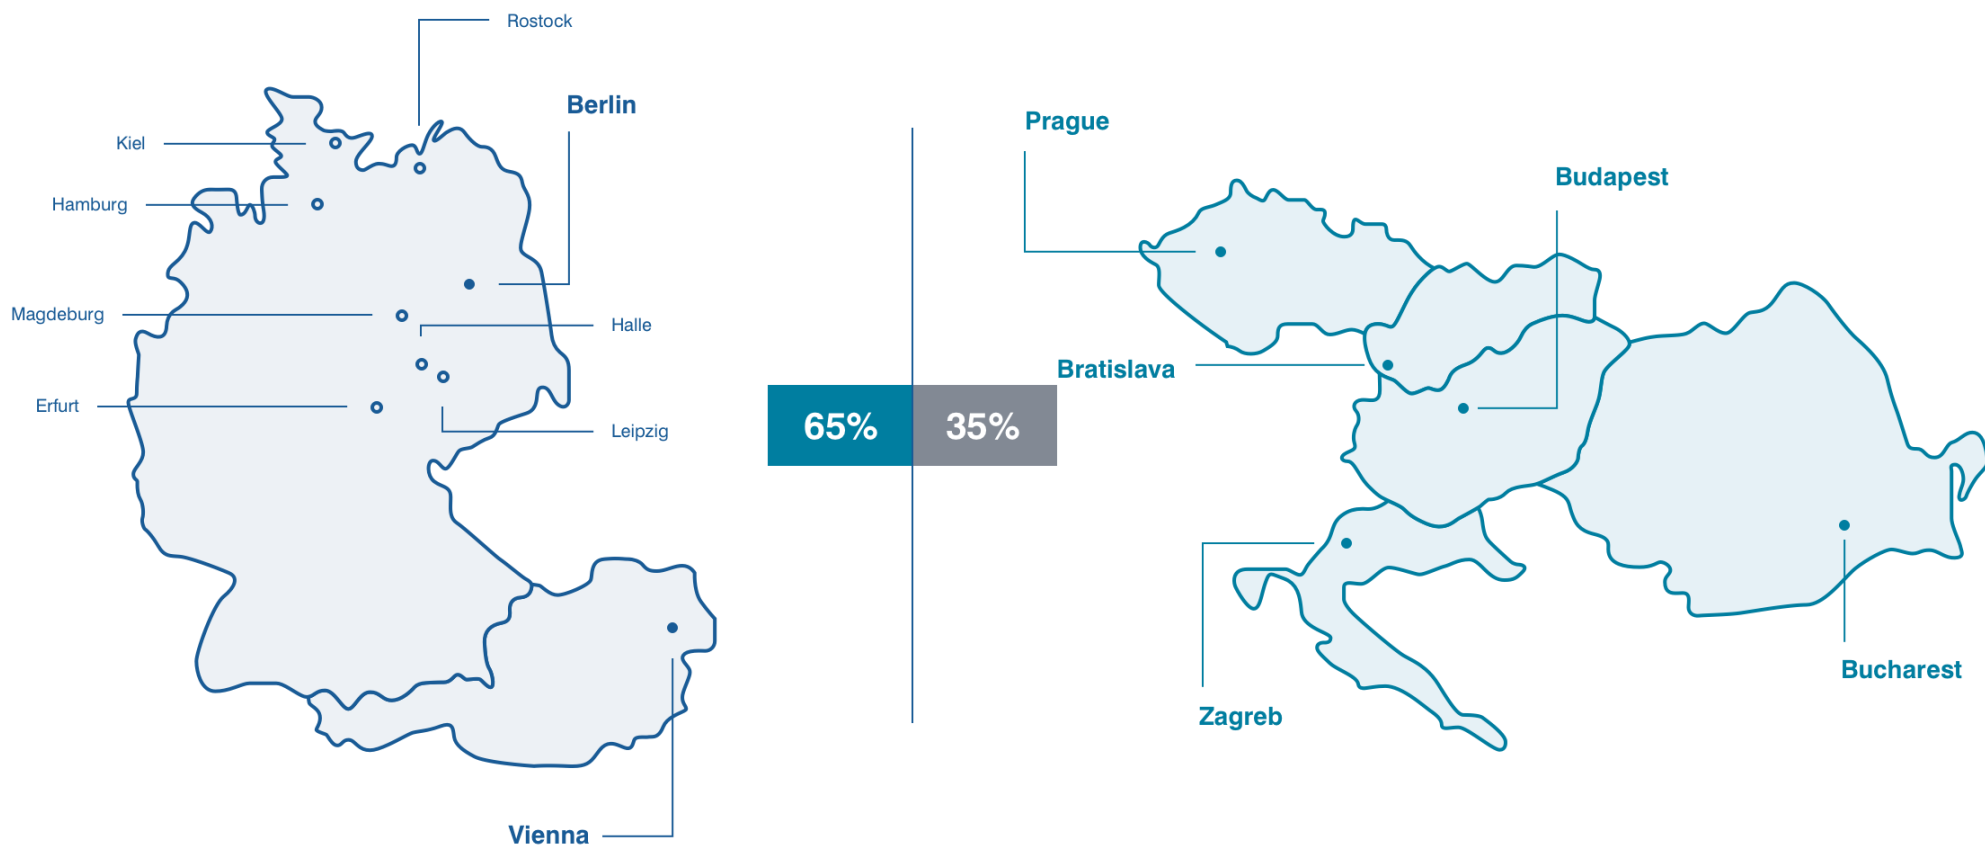 Rostock
Berlin
Kiel
Hamburg
Magdeburg
Halle
Erfurt
Leipzig
Vienna
65%
35%
Prague
Budapest
Bratislava
Zagreb
Bucharest